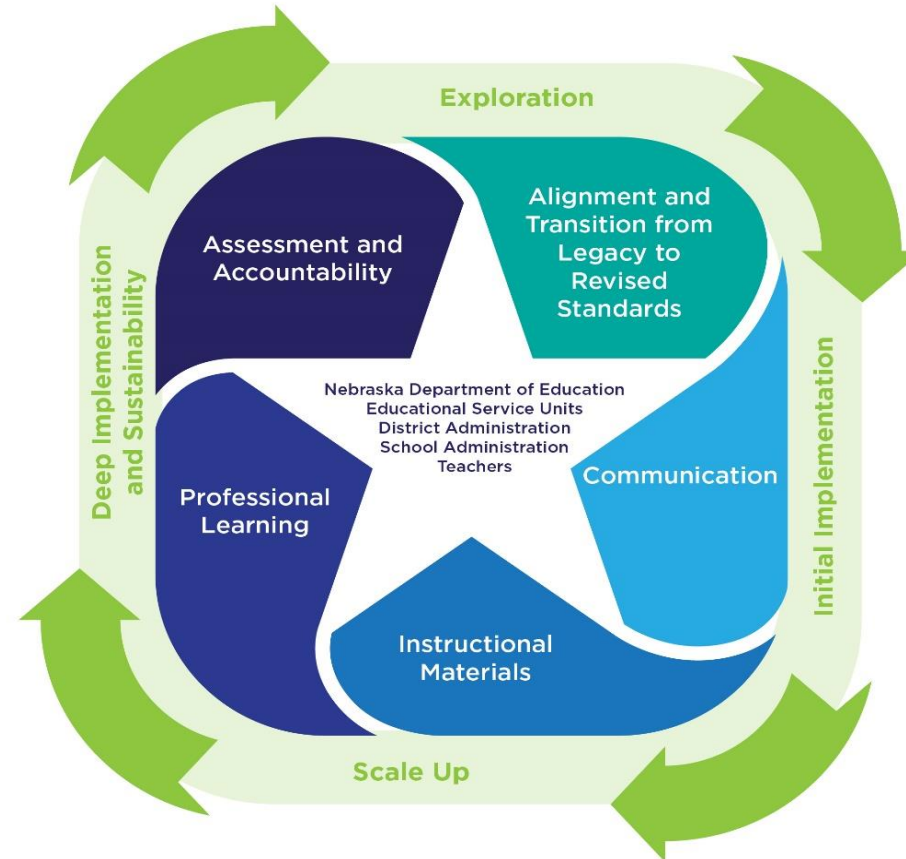 Exploration
Assessment and
Accountability
Alignment and
Transition from
Legacy to
Revised
Standards
Deep Implementation
and Sustainability
Nebraska Department of Education
Educational Service Units
District Administration
School Administration
Teachers
Communication
Initial Implementation
Professional
Learning
Instructional
Materials
Scale Up